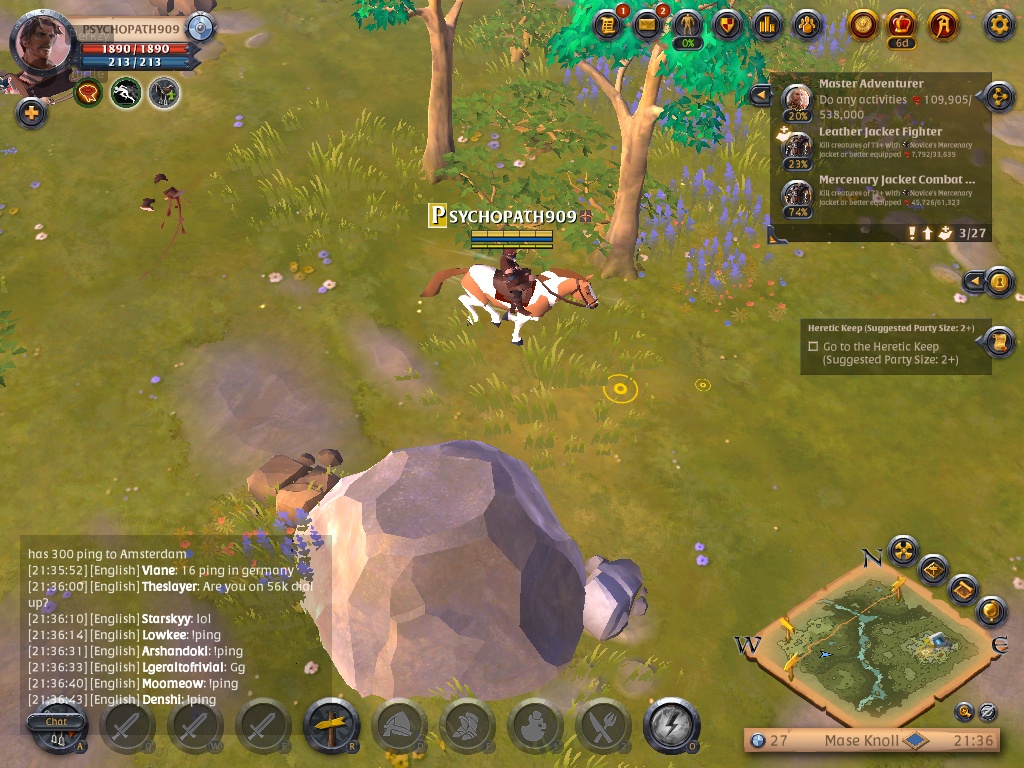 PSYCHOPATH909
1890 / 1890
213 / 213
1
2
0%
6d
Master Adventurer
Do any activities 109,905/
538,000
20%
Leather Jacket Fighter
Kill creatures of T1+ with Novice's Mercenary
Jacket or better equipped 7,792/33,639
23%
Mercenary Jacket Combat ...
Kill creatures of T1+ with Novice's Mercenary
Jacket or better equipped 45,726/61,323
74%
3/27
PSYCHOPATH909
Heretic Keep (Suggested Party Size: 2+)
Go to the Heretic Keep
(Suggested Party Size: 2+)
has 300 ping to Amsterdam
[21:35:52] [English] Vlane: 16 ping in germany
[21:36:00] [English] Theslayer: Are you on 56k dial
up?
[21:36:10] [English] Starskyy: lol
[21:36:14] [English] Lowkee: !ping
[21:36:31] [English] Arshandoki: !ping
[21:36:33] [English] Lgeraltofrivial: Gg
[21:36:40] [English] Moomeow: !ping
[21:36:43] [English] Denshi: !ping
N
W
E
Chat
A
Q
W
E
R
D
F
2
O
27
Mase Knoll
21:36